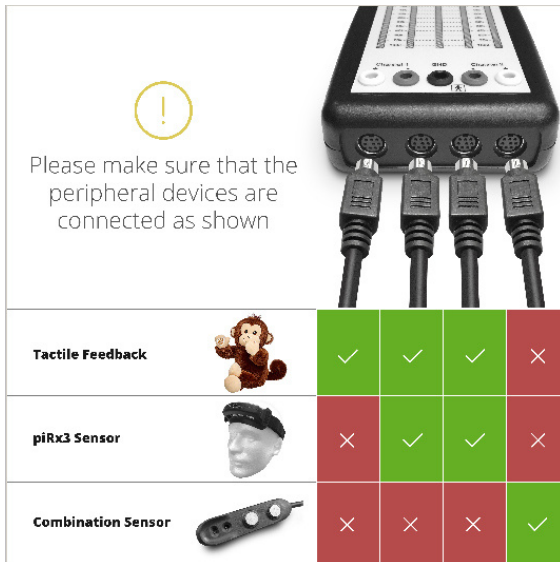 Channel 1 GND Channel 2
Please make sure that the
peripheral devices are
connected as shown
Tactile Feedback
piRx3 Sensor
Combination Sensor